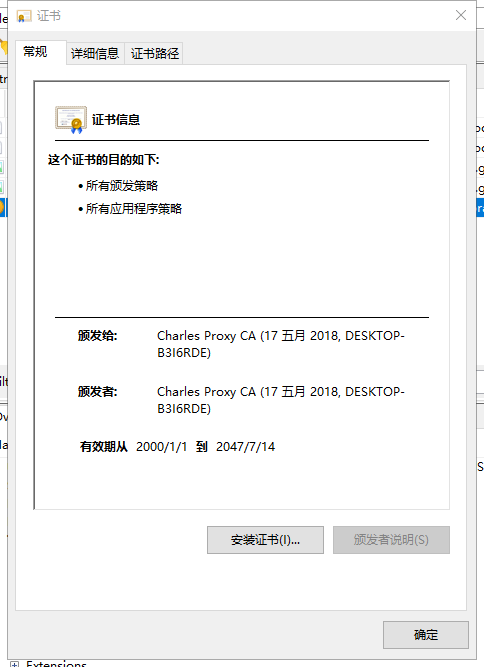 证书
常规
详细信息
证书路径
证书信息
这个证书的目的如下:
• 所有颁发策略
• 所有应用程序策略
颁发给:
Charles Proxy CA (17 五月 2018, DESKTOP-
B3I6RDE)
颁发者:
Charles Proxy CA (17 五月 2018, DESKTOP-
B3I6RDE)
有效期从 2000/1/1 到 2047/7/14
安装证书(I)...
颁发者说明(S)
确定
Extensions